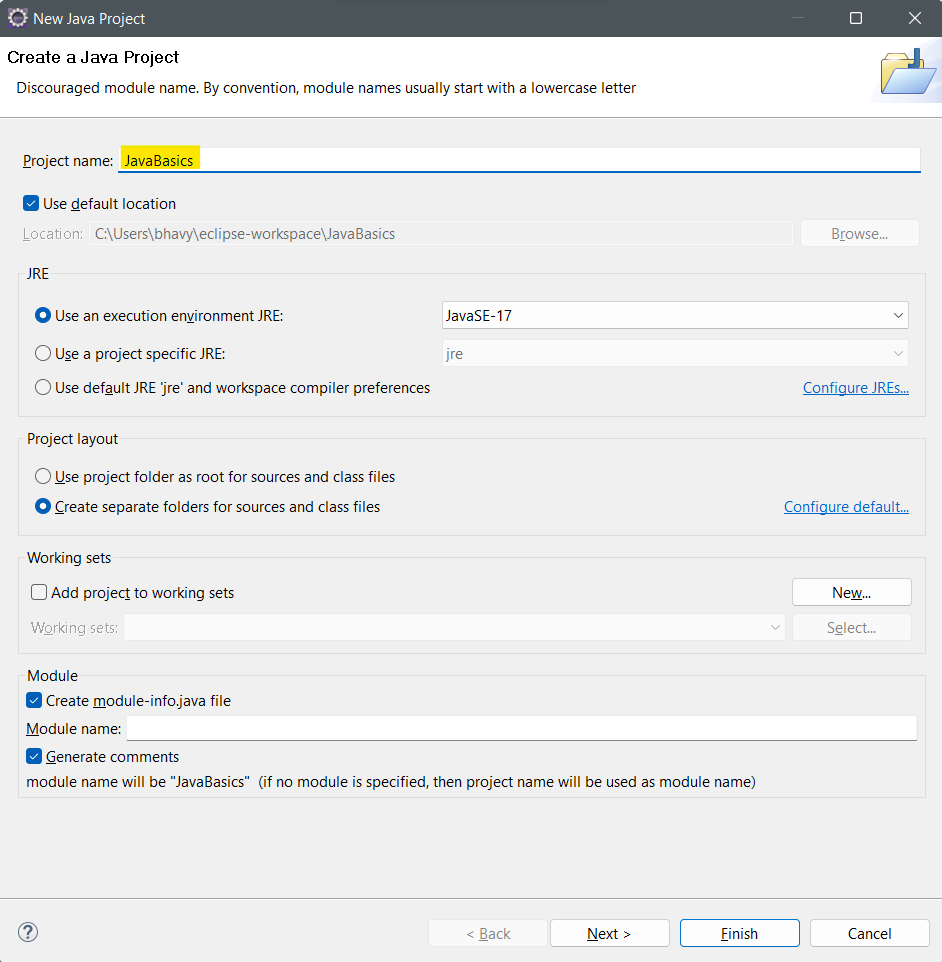 New Java Project
Create a Java Project
Discouraged module name. By convention, module names usually start with a lowercase letter
Project name: JavaBasics
Use default location
Location: C:\Users\bhavy\eclipse-workspace\JavaBasics Browse...
JRE
Use an execution environment JRE: JavaSE-17
Use a project specific JRE: jre
Use default JRE 'jre' and workspace compiler preferences Configure JREs...
Project layout
Use project folder as root for sources and class files
Create separate folders for sources and class files Configure default...
Working sets
Add project to working sets New...
Working sets: Select...
Module
Create module-info.java file
Module name:
Generate comments
module name will be "JavaBasics" (if no module is specified, then project name will be used as module name)
? < Back Next > Finish Cancel